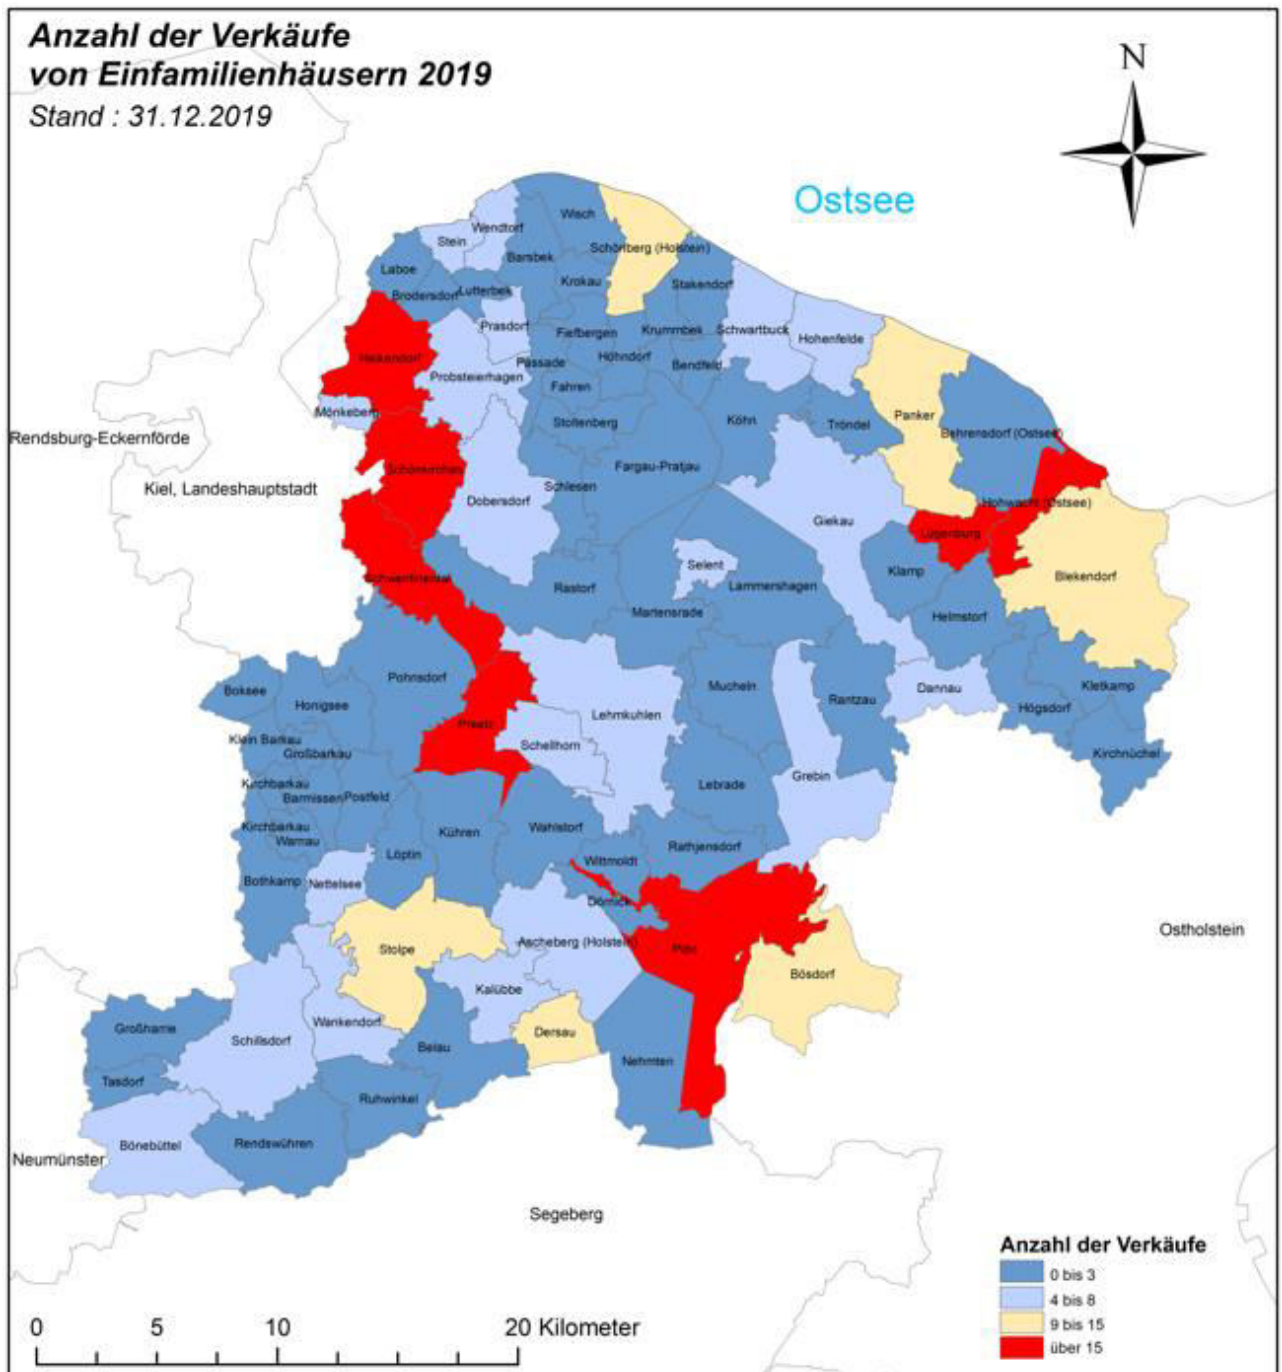 Anzahl der Verkäufe
von Einfamilienhäusern 2019
Stand : 31.12.2019
N
Ostsee
Wisch
Wendtorf
Stein
Schönberg (Holstein)
Barsbek
Laboe
Krokau
Stakendorf
Lutterbek
Brodersdorf
Prasdorf
Fiefbergen
Krummbek
Schwartbuck
Hohenfelde
Heikendorf
Höhndorf
Passade
Bendfeld
Probsteierhagen
Fahren
Mönkeberg
Panker
Köhn
Stoltenberg
Tröndel
Behrensdorf (Ostsee)
Rendsburg-Eckernförde
Fargau-Pratjau
Schönkirchen
Schlesen
Kiel, Landeshauptstadt
Dobersdorf
Hohwacht (Ostsee)
Giekau
Lütjenburg
Selent
Klamp
Blekendorf
Schwentinental
Rastorf
Lammershagen
Martensrade
Helmstorf
Pohnsdorf
Mucheln
Kletkamp
Dannau
Boksee
Rantzau
Honigsee
Högsdorf
Lehmkuhlen
Preetz
Klein Barkau
Schellhorn
Großbarkau
Kirchnüchel
Grebin
Kirchbarkau
Lebrade
Barmissen
Postfeld
Kirchbarkau
Wahlstorf
Kühren
Warnau
Rathjensdorf
Löptin
Wittmoldt
Bothkamp
Nettelsee
Dörnick
Ostholstein
Ascheberg (Holstein)
Stolpe
Plön
Bösdorf
Kalübbe
Wankendorf
Großharrie
Dersau
Schillsdorf
Belau
Nehmten
Tasdorf
Ruhwinkel
Bönebüttel
Rendswühren
Neumünster
Segeberg
Anzahl der Verkäufe
0 bis 3
4 bis 8
9 bis 15
über 15
0 5 10 20 Kilometer